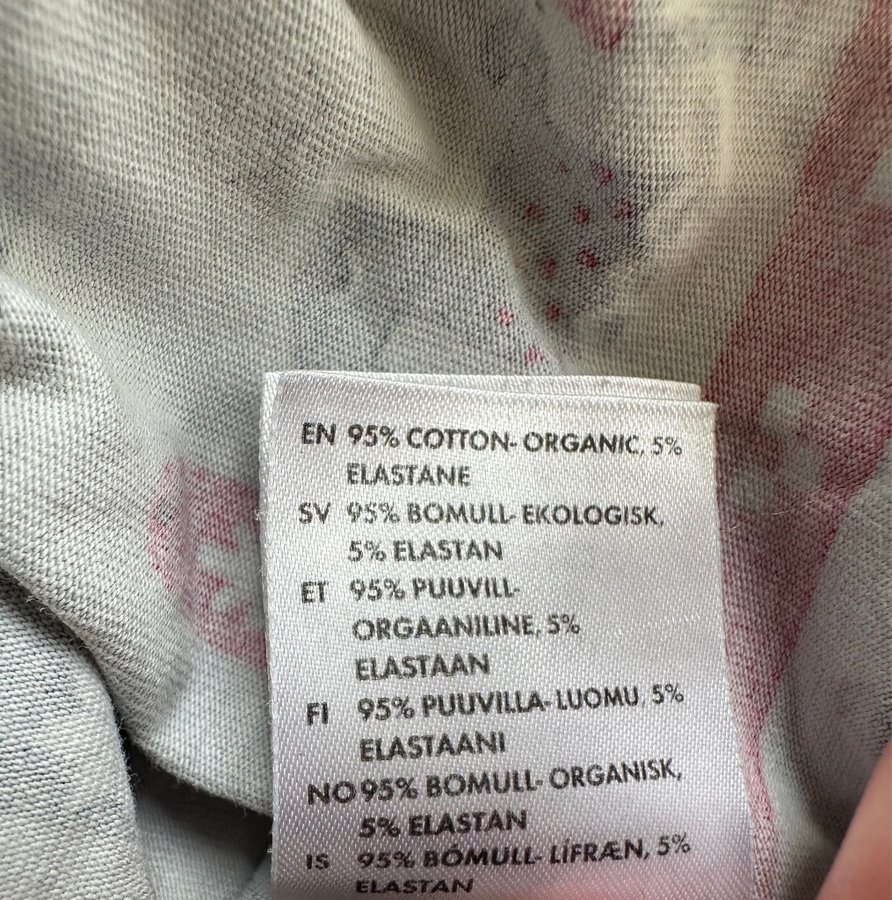 EN 95% COTTON- ORGANIC, 5%
ELASTANE
SV 95% BOMULL- EKOLOGISK,
5% ELASTAN
ET 95% PUUVILL-
ORGAANILINE, 5%
ELASTAAN
FI 95% PUUVILLA- LUOMU, 5%
ELASTAANI
NO 95% BOMULL- ORGANISK,
5% ELASTAN
IS 95% BÓMULL- LÍFRÆN, 5%
ELASTAN